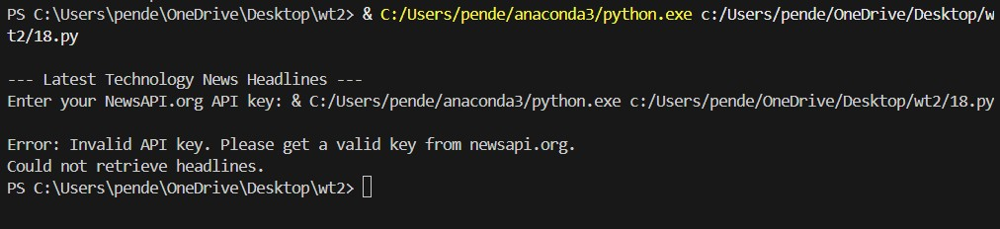 PS C:\Users\pende\OneDrive\Desktop\wt2> & C:/Users/pende/anaconda3/python.exe c:/Users/pende/OneDrive/Desktop/w
t2/18.py
--- Latest Technology News Headlines ---
Enter your NewsAPI.org API key: & C:/Users/pende/anaconda3/python.exe c:/Users/pende/OneDrive/Desktop/wt2/18.py
Error: Invalid API key. Please get a valid key from newsapi.org.
Could not retrieve headlines.
PS C:\Users\pende\OneDrive\Desktop\wt2>